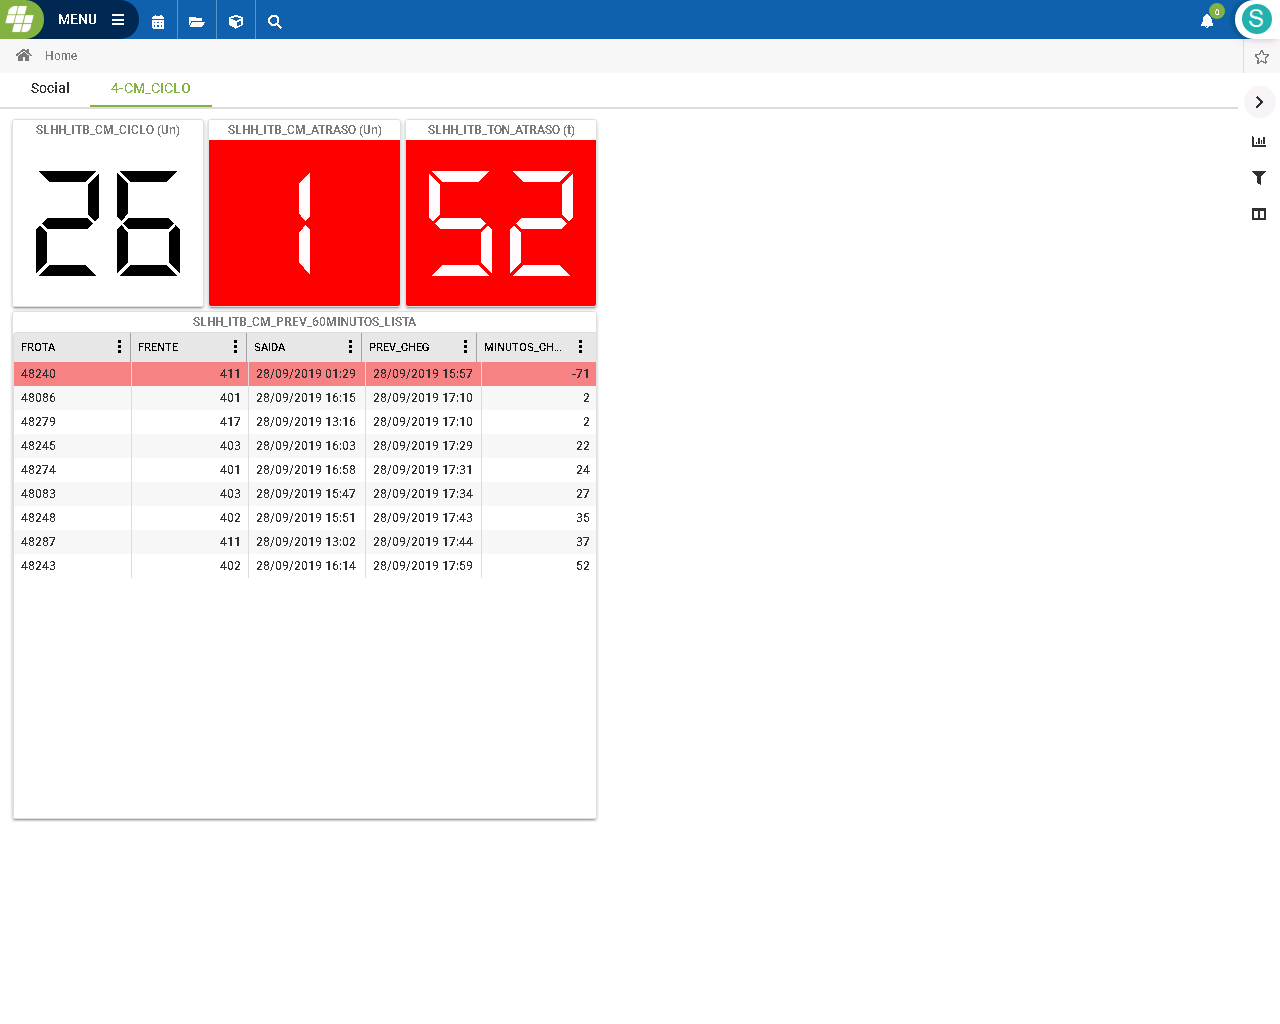 MENU
0
S
Home
Social
4-CM_CICLO
SLHH_ITB_CM_CICLO (Un)
SLHH_ITB_CM_ATRASO (Un)
SLHH_ITB_TON_ATRASO (t)
26
1
52
SLHH_ITB_CM_PREV_60MINUTOS_LISTA
FROTA FRENTE SAIDA PREV_CHEG MINUTOS_CH...
48240 411 28/09/2019 01:29 28/09/2019 15:57 -71
48086 401 28/09/2019 16:15 28/09/2019 17:10 2
48279 417 28/09/2019 13:16 28/09/2019 17:10 2
48245 403 28/09/2019 16:03 28/09/2019 17:29 22
48274 401 28/09/2019 16:58 28/09/2019 17:31 24
48083 403 28/09/2019 15:47 28/09/2019 17:34 27
48248 402 28/09/2019 15:51 28/09/2019 17:43 35
48287 411 28/09/2019 13:02 28/09/2019 17:44 37
48243 402 28/09/2019 16:14 28/09/2019 17:59 52